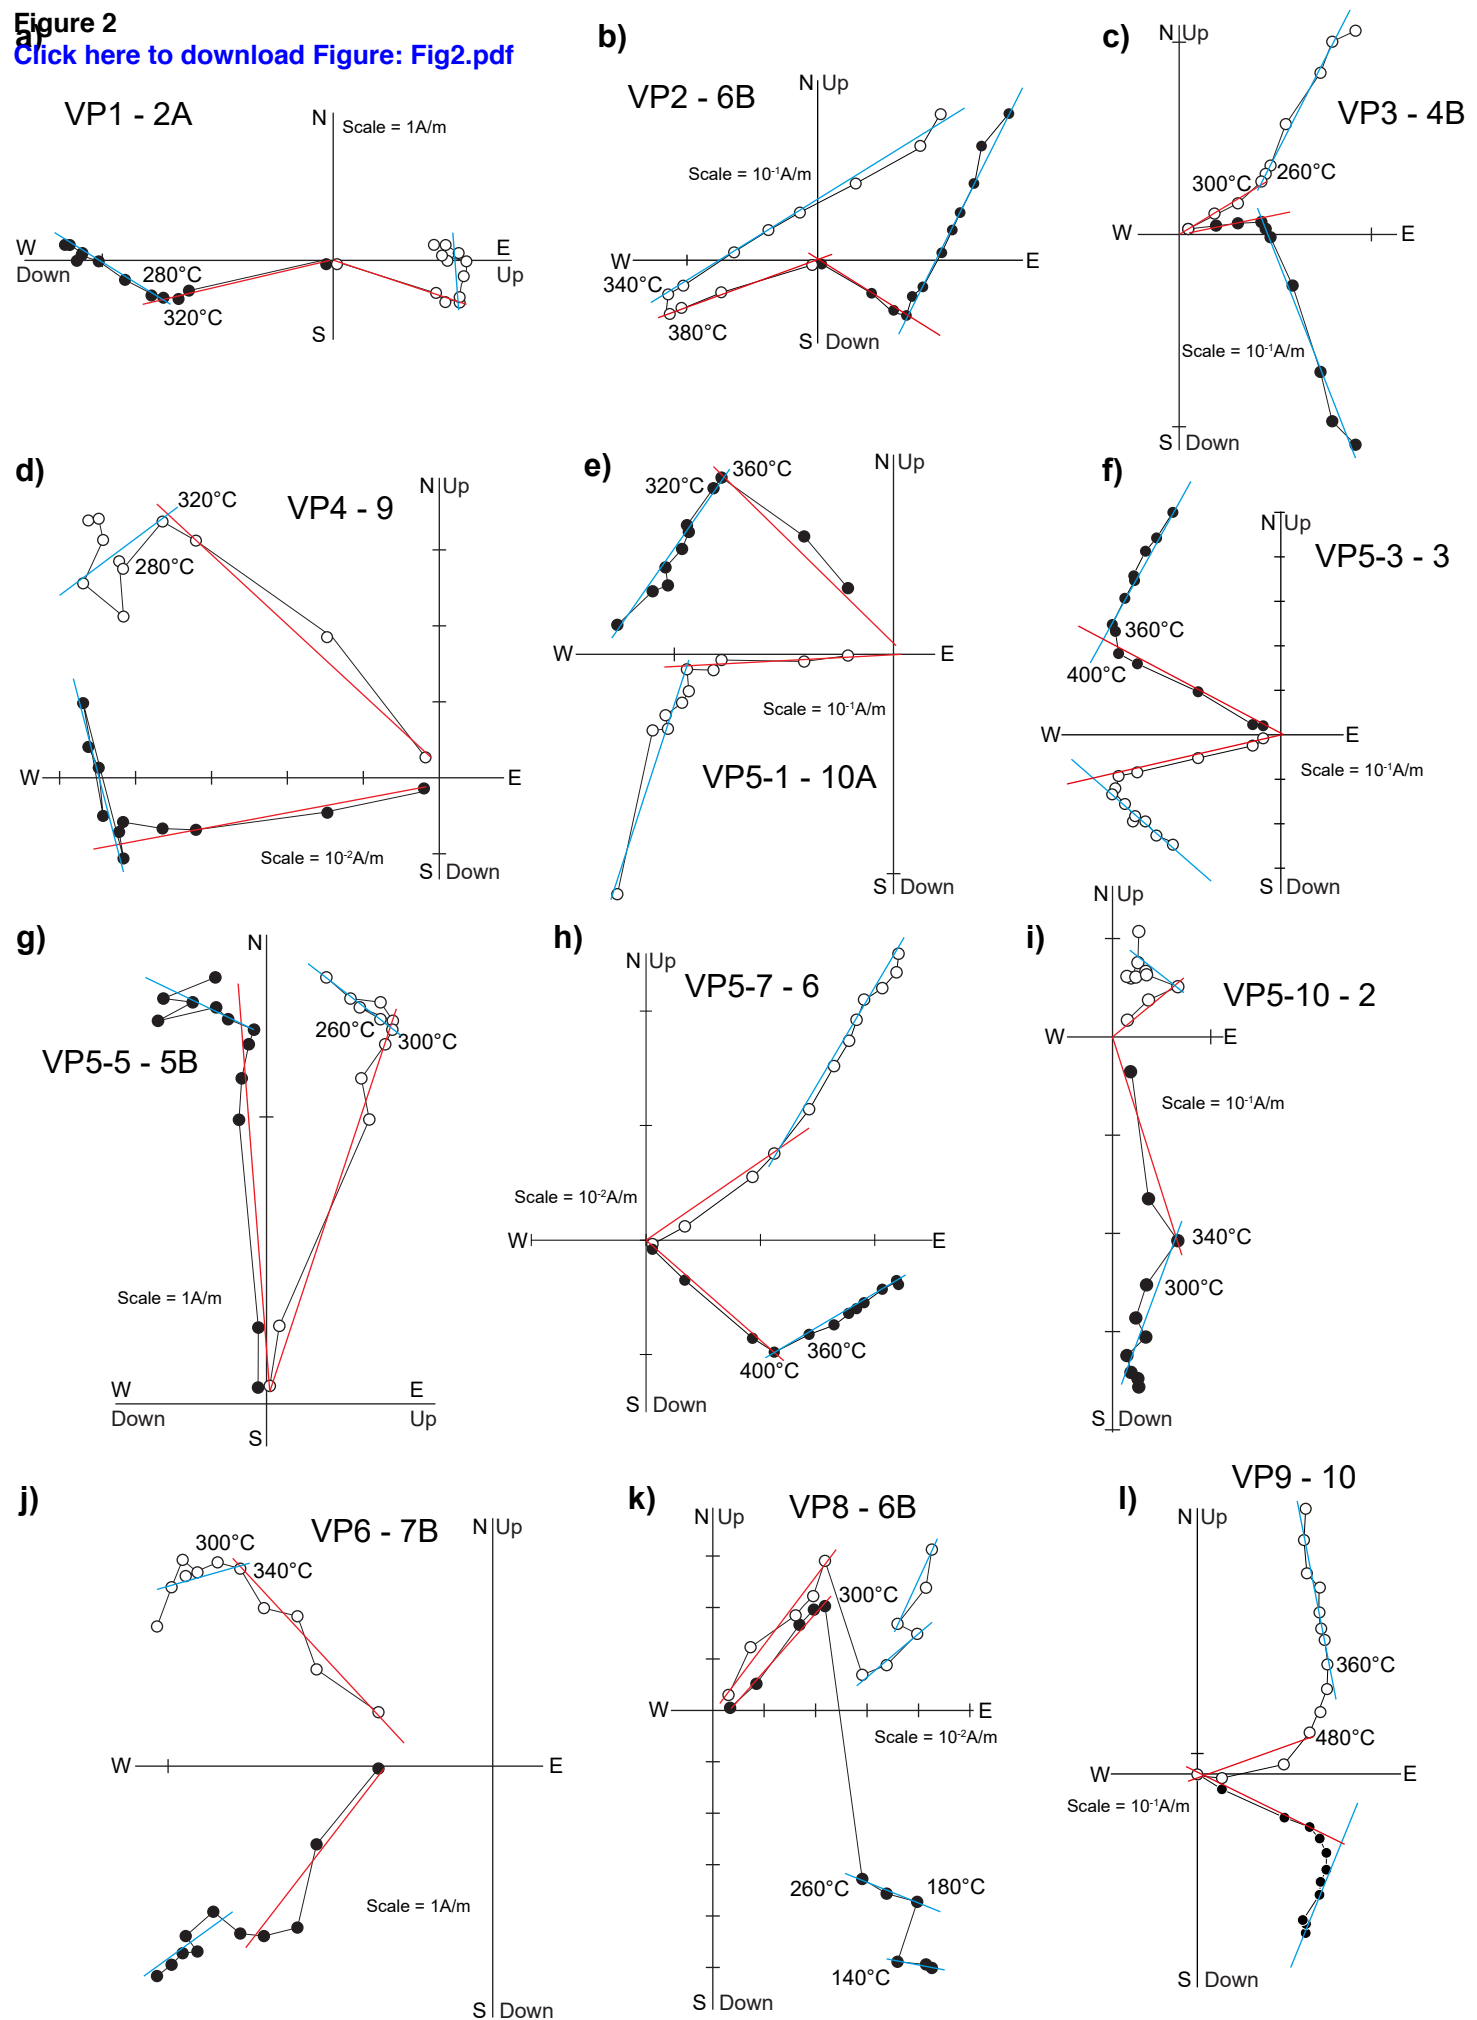 Figure 2
a)
Click here to download Figure: Fig2.pdf
VP1 - 2A
N
Scale = 1A/m
W
Down
E
Up
280°C
320°C
S
b)
VP2 - 6B
N Up
Scale = 10-1A/m
W
E
340°C
380°C
S Down
c)
N Up
VP3 - 4B
300°C
260°C
W
E
Scale = 10-1A/m
S Down
d)
320°C
VP4 - 9
N Up
280°C
W
E
Scale = 10-2A/m
S Down
e)
360°C
320°C
N Up
W
E
Scale = 10-1A/m
VP5-1 - 10A
S Down
f)
N Up
VP5-3 - 3
360°C
400°C
W
E
Scale = 10-1A/m
S Down
g)
N
260°C
300°C
VP5-5 - 5B
Scale = 1A/m
W
Down
E
Up
S
h)
N Up
VP5-7 - 6
Scale = 10-2A/m
W
E
360°C
400°C
S Down
i)
N Up
VP5-10 - 2
W
E
Scale = 10-1A/m
340°C
300°C
S Down
j)
300°C
340°C
VP6 - 7B
N Up
W
E
Scale = 1A/m
S Down
k)
VP8 - 6B
N Up
300°C
W
E
Scale = 10-2A/m
260°C
180°C
140°C
S Down
l)
VP9 - 10
N Up
360°C
480°C
W
E
Scale = 10-1A/m
S Down